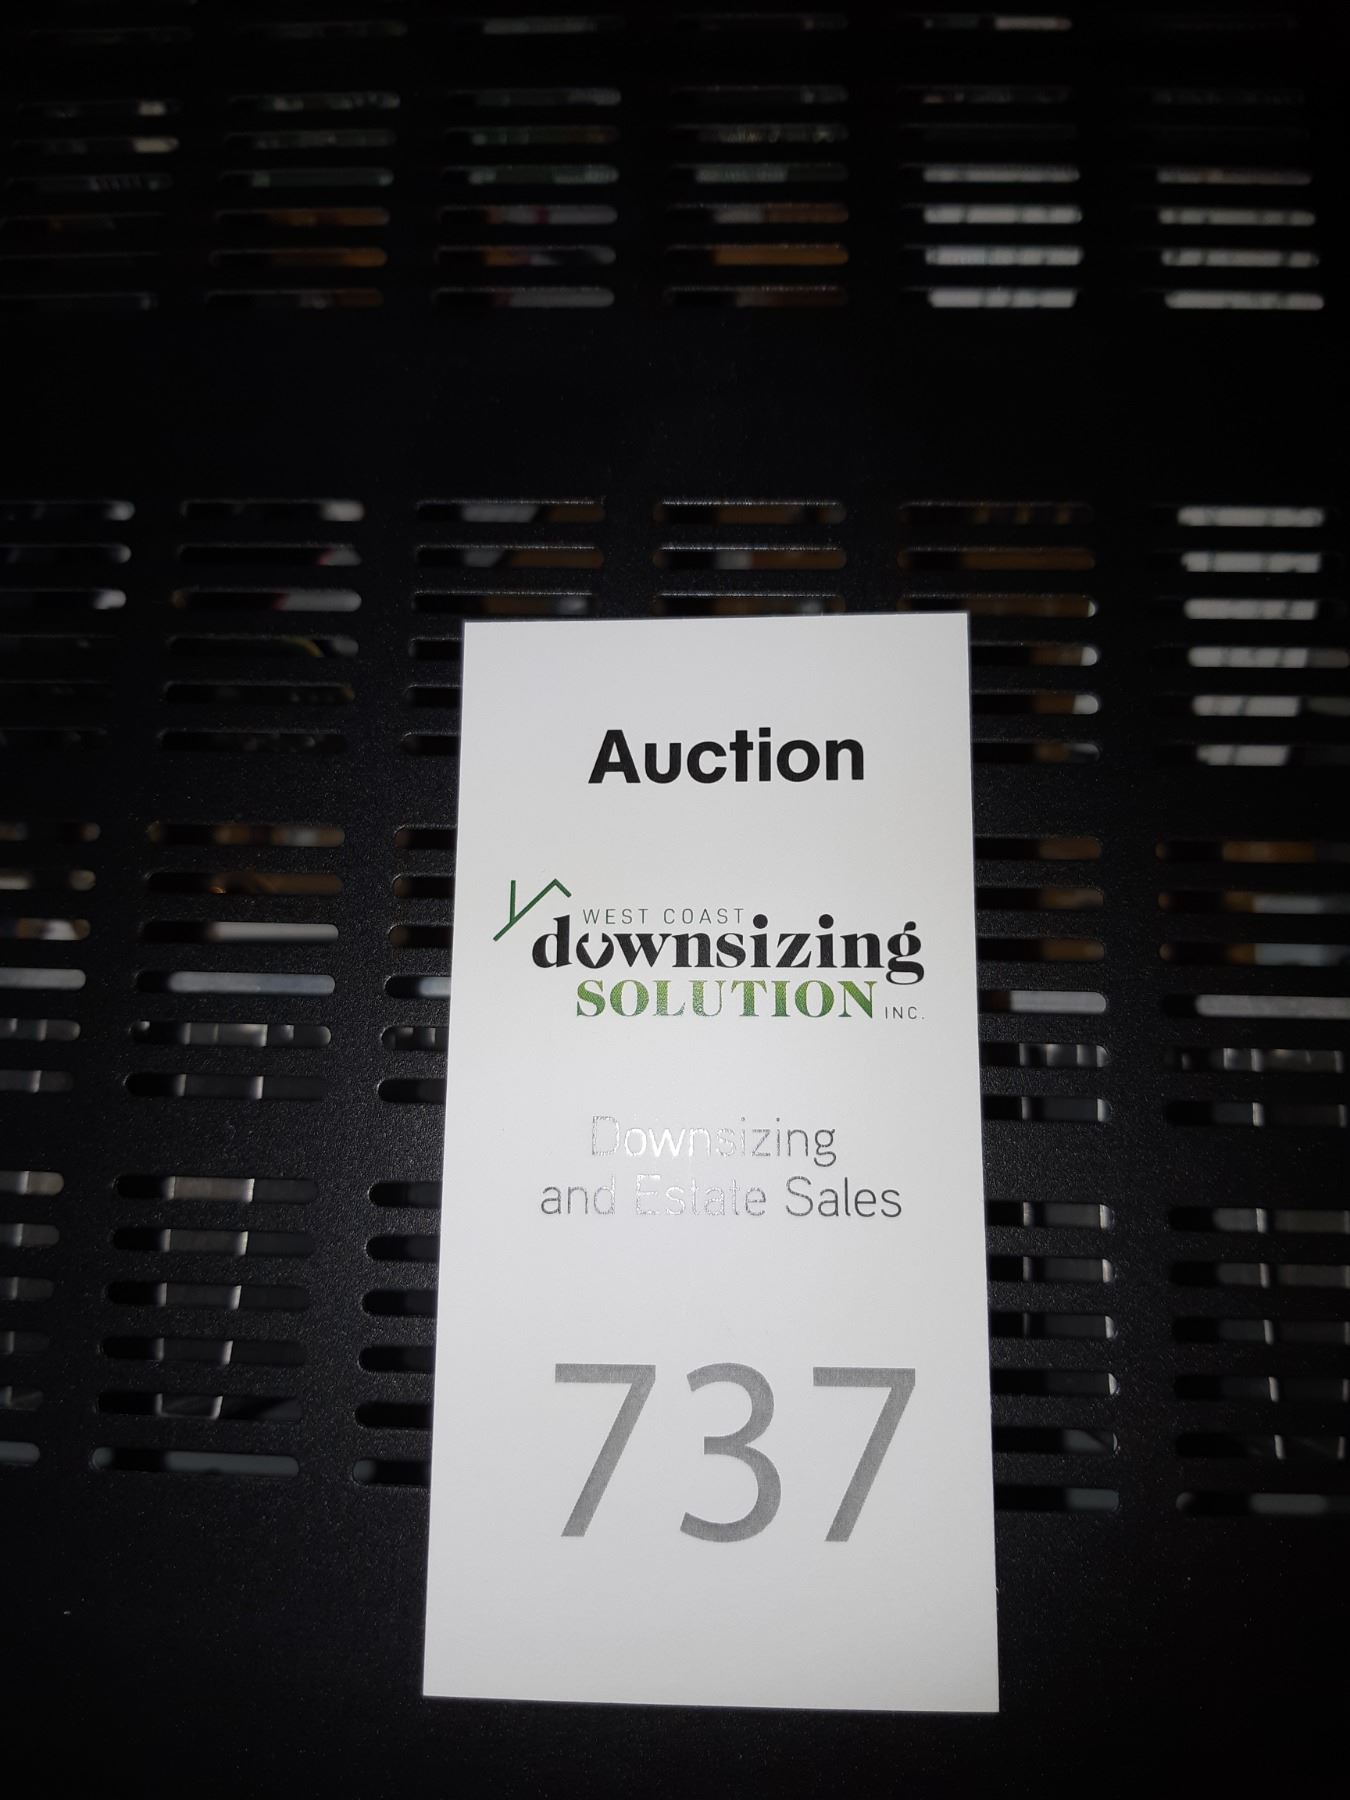 Auction
WEST COAST
downsizing
SOLUTION INC.
Downsizing
and Estate Sales
737